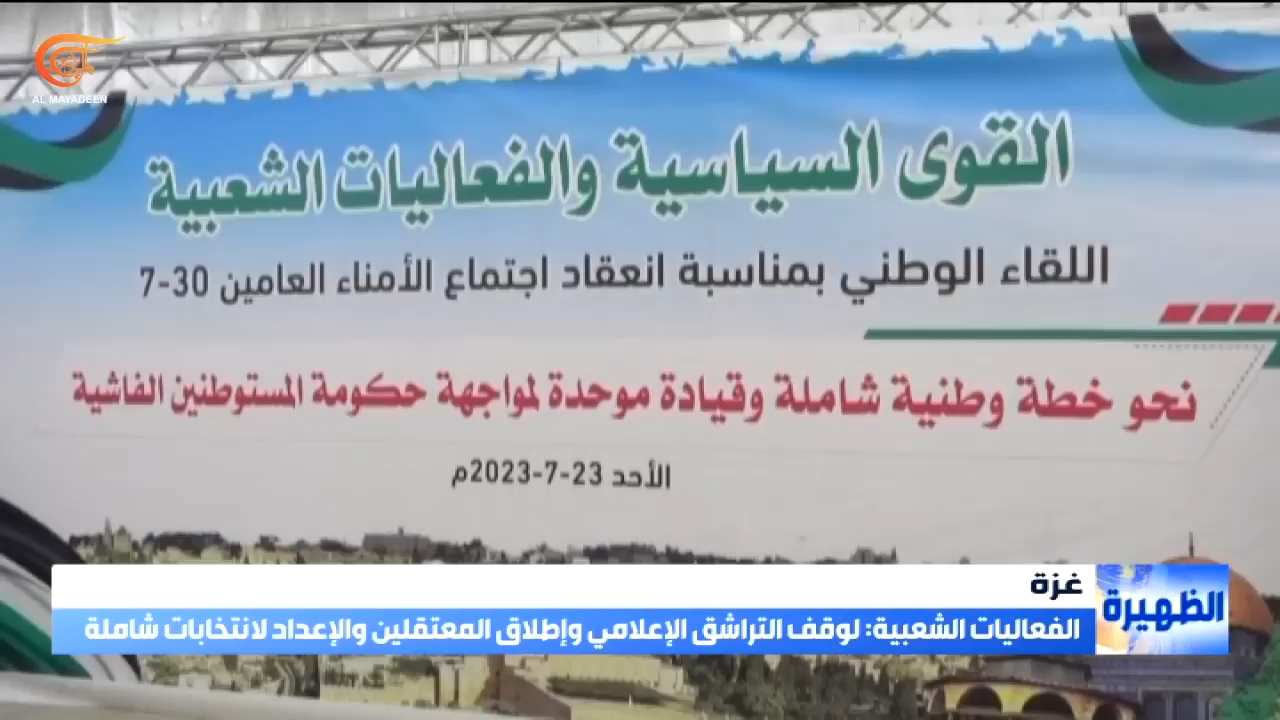 AL MAYADEEN
القوى السياسية والفعاليات الشعبية
اللقاء الوطني بمناسبة انعقاد اجتماع الأمناء العامين 30-7
نحو خطة وطنية شاملة وقيادة موحدة لمواجهة حكومة المستوطنين الفاشية
الأحد 23-7-2023م
غزة
الظهيرة
الفعاليات الشعبية: لوقف التراشق الإعلامي وإطلاق المعتقلين والإعداد لانتخابات شاملة